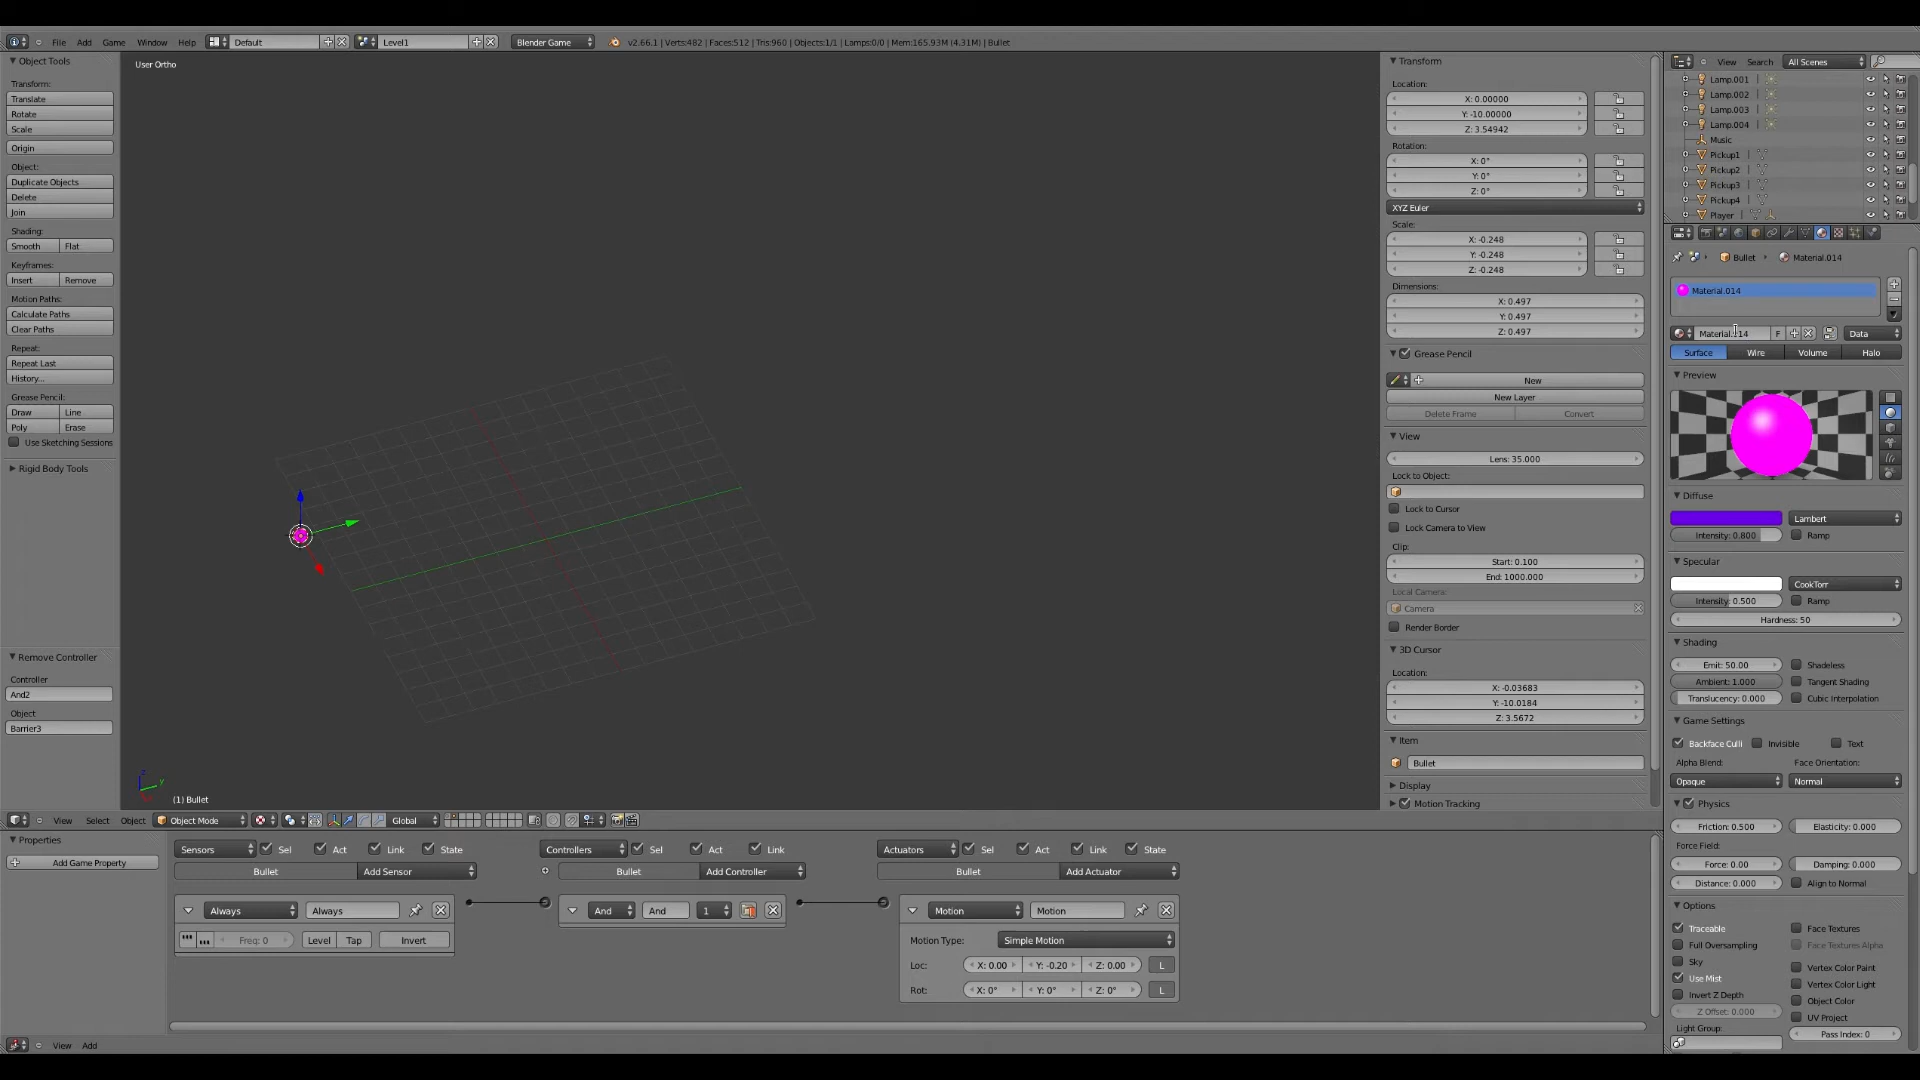 File Add Game Window Help Default Level1 Blender Game v2.66.1 | Verts:482 | Faces:512 | Tris:960 | Objects:1/1 | Lamps:0/0 | Mem:165.93M (4.31M) | Bullet
Object Tools
Transform:
Translate
Rotate
Scale
Origin
Object:
Duplicate Objects
Delete
Join
Shading:
Smooth Flat
Keyframes:
Insert Remove
Motion Paths:
Calculate Paths
Clear Paths
Repeat:
Repeat Last
History...
Grease Pencil:
Draw Line
Poly Erase
Use Sketching Sessions
Rigid Body Tools
Remove Controller
Controller
And2
Object
Barrier3
User Ortho
z
y
(1) Bullet
Transform
Location:
X: 0.00000
Y: -10.00000
Z: 3.54942
Rotation:
X: 0°
Y: 0°
Z: 0°
XYZ Euler
Scale:
X: -0.248
Y: -0.248
Z: -0.248
Dimensions:
X: 0.497
Y: 0.497
Z: 0.497
Grease Pencil
New
New Layer
Delete Frame Convert
View
Lens: 35.000
Lock to Object:
Lock to Cursor
Lock Camera to View
Clip:
Start: 0.100
End: 1000.000
Local Camera:
Camera
Render Border
3D Cursor
Location:
X: -0.03683
Y: -10.0184
Z: 3.5672
Item
Bullet
Display
Motion Tracking
View Search All Scenes
Lamp.001
Lamp.002
Lamp.003
Lamp.004
Music
Pickup1
Pickup2
Pickup3
Pickup4
Player
Bullet Material.014
Material.014
Material.014 F Data
Surface Wire Volume Halo
Preview
Diffuse
Lambert
Intensity: 0.800 Ramp
Specular
CookTorr
Intensity: 0.500 Ramp
Hardness: 50
Shading
Emit: 50.00 Shadeless
Ambient: 1.000 Tangent Shading
Translucency: 0.000 Cubic Interpolation
Game Settings
Backface Culli Invisible Text
Alpha Blend: Face Orientation:
Opaque Normal
Physics
Friction: 0.500 Elasticity: 0.000
Force Field:
Force: 0.00 Damping: 0.000
Distance: 0.000 Align to Normal
Options
Traceable Face Textures
Full Oversampling Face Textures Alpha
Sky
Use Mist Vertex Color Paint
Invert Z Depth Vertex Color Light
Z Offset: 0.000 Object Color
UV Project
Light Group: Pass Index: 0
View Select Object Object Mode Global
Properties
Add Game Property
Sensors Sel Act Link State Controllers Sel Act Link Actuators Sel Act Link State
Bullet Add Sensor Bullet Add Controller Bullet Add Actuator
Always Always And And 1 Motion Motion
Freq: 0 Level Tap Invert
Motion Type: Simple Motion
Loc: X: 0.00 Y: -0.20 Z: 0.00 L
Rot: X: 0° Y: 0° Z: 0° L
View Add